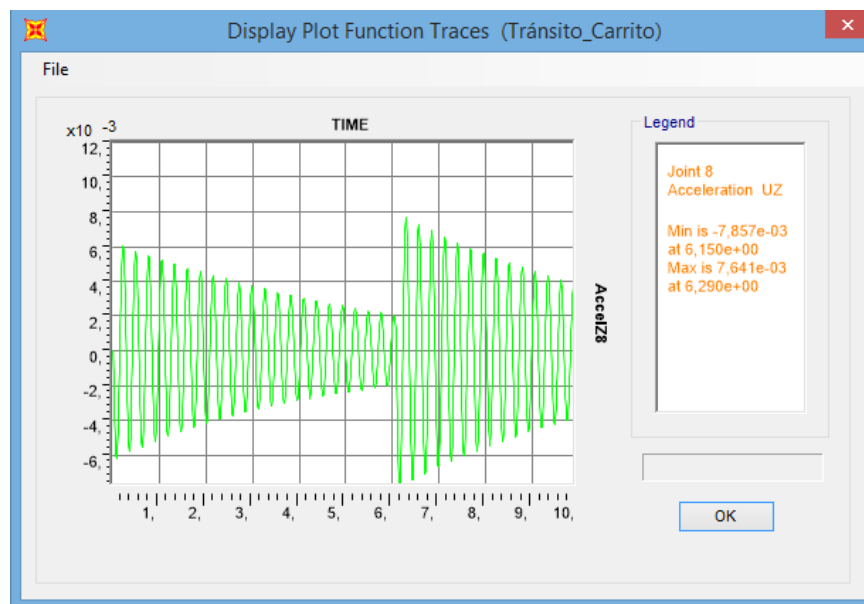 Display Plot Function Traces (Tránsito_Carrito)
File
TIME
x10 -3
12,
10,
8,
6,
4,
2,
0,
-2,
-4,
-6,
1, 2, 3, 4, 5, 6, 7, 8, 9, 10,
AccelZ8
Legend
Joint 8
Acceleration UZ
Min is -7,857e-03
at 6,150e+00
Max is 7,641e-03
at 6,290e+00
OK